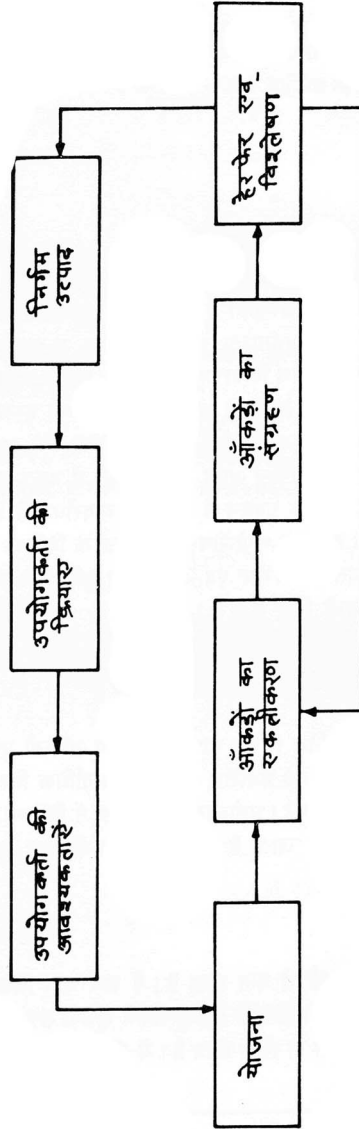 निर्गम
उत्पाद
उपयोगकर्ता की
क्रियाएं
उपयोगकर्ता की
आवश्यकताऐं
योजना
ऑंकड़ों का
एकत्रीकरण
ऑंकड़ों का
संग्रहण
हेरफेर एवं
विश्लेषण